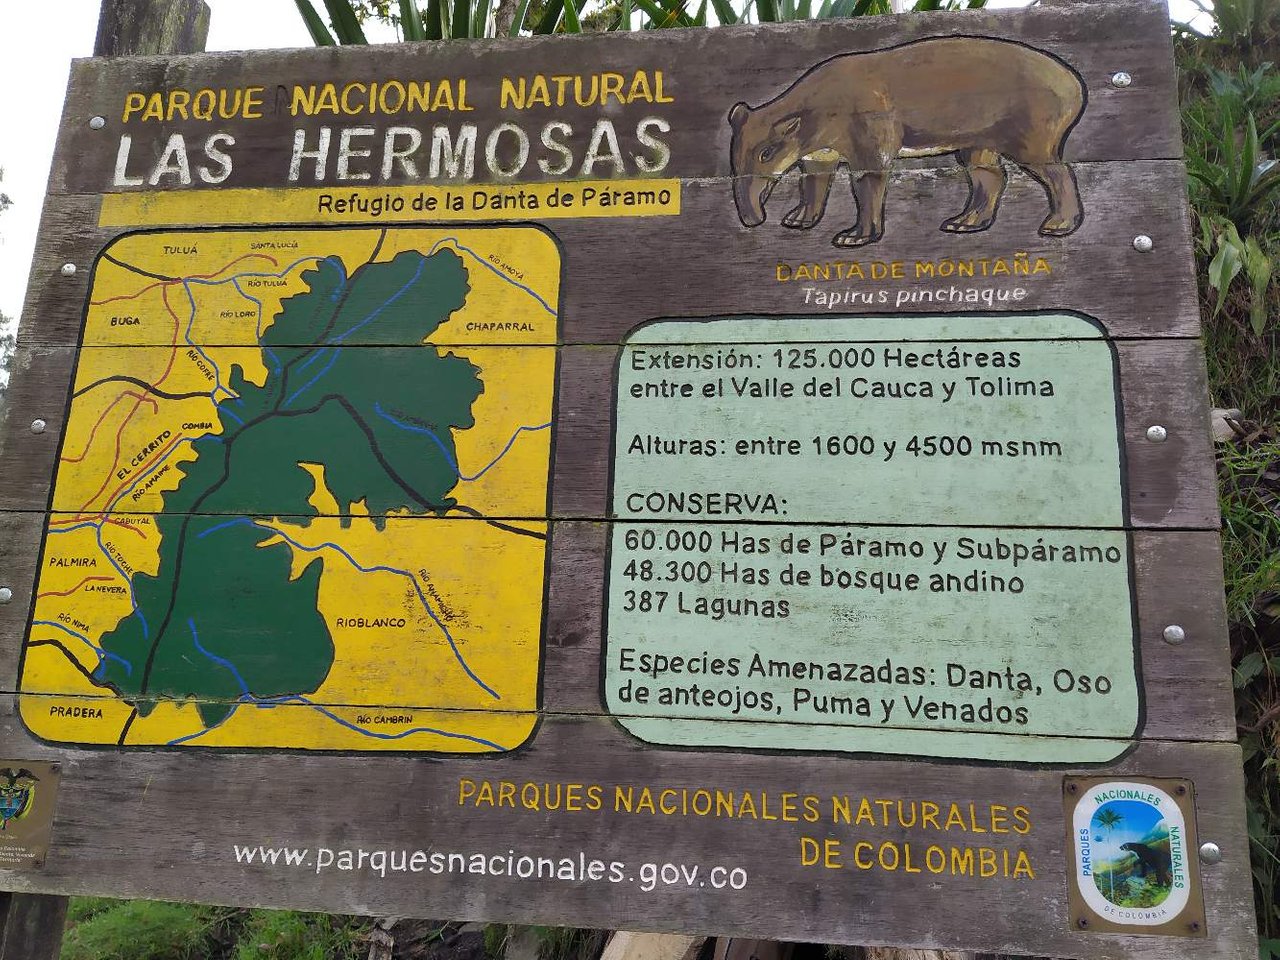 PARQUE NACIONAL NATURAL
LAS HERMOSAS
Refugio de la Danta de Páramo
DANTA DE MONTAÑA
Tapirus pinchaque
TULUÁ
SANTA LUCÍA
RÍO TULUA
RÍO AMOYA
BUGA
RÍO LORO
CHAPARRAL
RÍO COFRE
COMBIA
EL CERRITO
RÍO AMAIME
CABUYAL
PALMIRA
RÍO TOCHE
LA NEVERA
RÍO NIMA
RIOBLANCO
PRADERA
RÍO CAMBRIN
Extensión: 125.000 Hectáreas
entre el Valle del Cauca y Tolima
Alturas: entre 1600 y 4500 msnm
CONSERVA:
60.000 Has de Páramo y Subpáramo
48.300 Has de bosque andino
387 Lagunas
Especies Amenazadas: Danta, Oso
de anteojos, Puma y Venados
PARQUES NACIONALES NATURALES
DE COLOMBIA
www.parquesnacionales.gov.co
PARQUES NACIONALES NATURALES
DE COLOMBIA